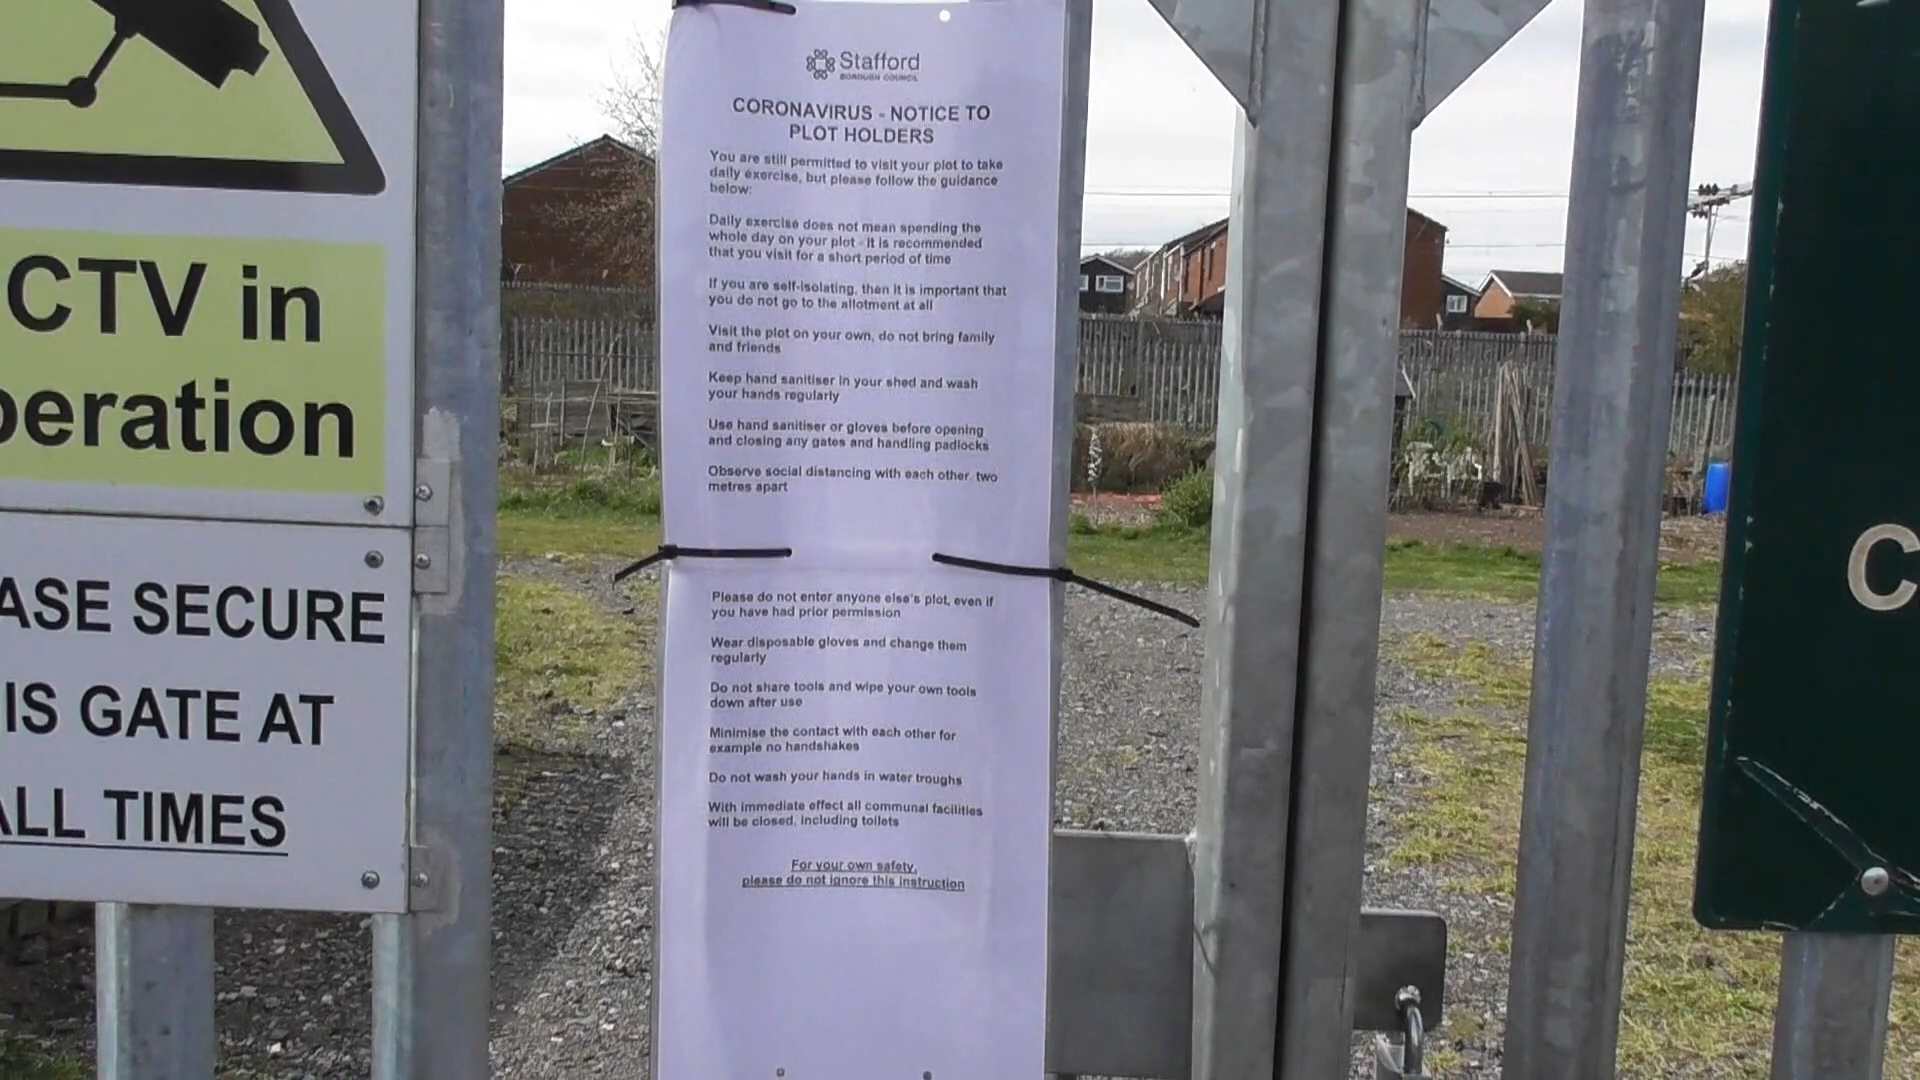 CTV in
peration
ASE SECURE
IS GATE AT
ALL TIMES
Stafford
BOROUGH COUNCIL
CORONAVIRUS - NOTICE TO
PLOT HOLDERS
You are still permitted to visit your plot to take
daily exercise, but please follow the guidance
below:
Daily exercise does not mean spending the
whole day on your plot - it is recommended
that you visit for a short period of time
If you are self-isolating, then it is important that
you do not go to the allotment at all
Visit the plot on your own, do not bring family
and friends
Keep hand sanitiser in your shed and wash
your hands regularly
Use hand sanitiser or gloves before opening
and closing any gates and handling padlocks
Observe social distancing with each other, two
metres apart
Please do not enter anyone else's plot, even if
you have had prior permission
Wear disposable gloves and change them
regularly
Do not share tools and wipe your own tools
down after use
Minimise the contact with each other for
example no handshakes
Do not wash your hands in water troughs
With immediate effect all communal facilities
will be closed, including toilets
For your own safety,
please do not ignore this instruction
C